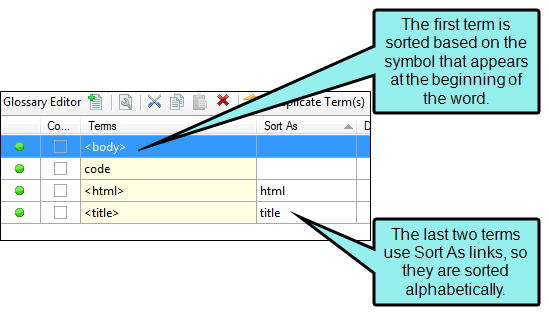 The first term is
sorted based on the
symbol that appears
at the beginning of
the word.
Glossary Editor
plicate Term(s)
Co... Terms Sort As D
<body>
code
<html> html
<title> title
The last two terms
use Sort As links, so
they are sorted
alphabetically.